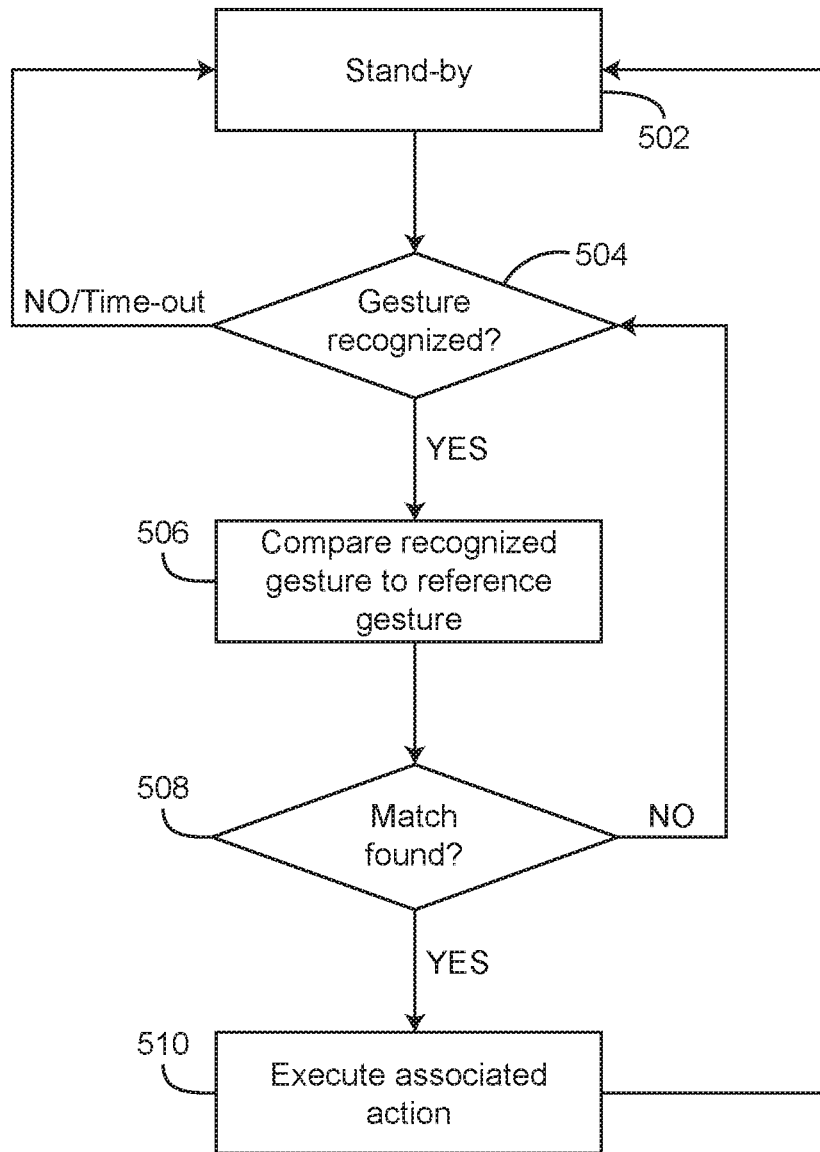 Stand-by
502
504
NO/Time-out
Gesture
recognized?
YES
506
Compare recognized
gesture to reference
gesture
508
Match
found?
NO
YES
510
Execute associated
action